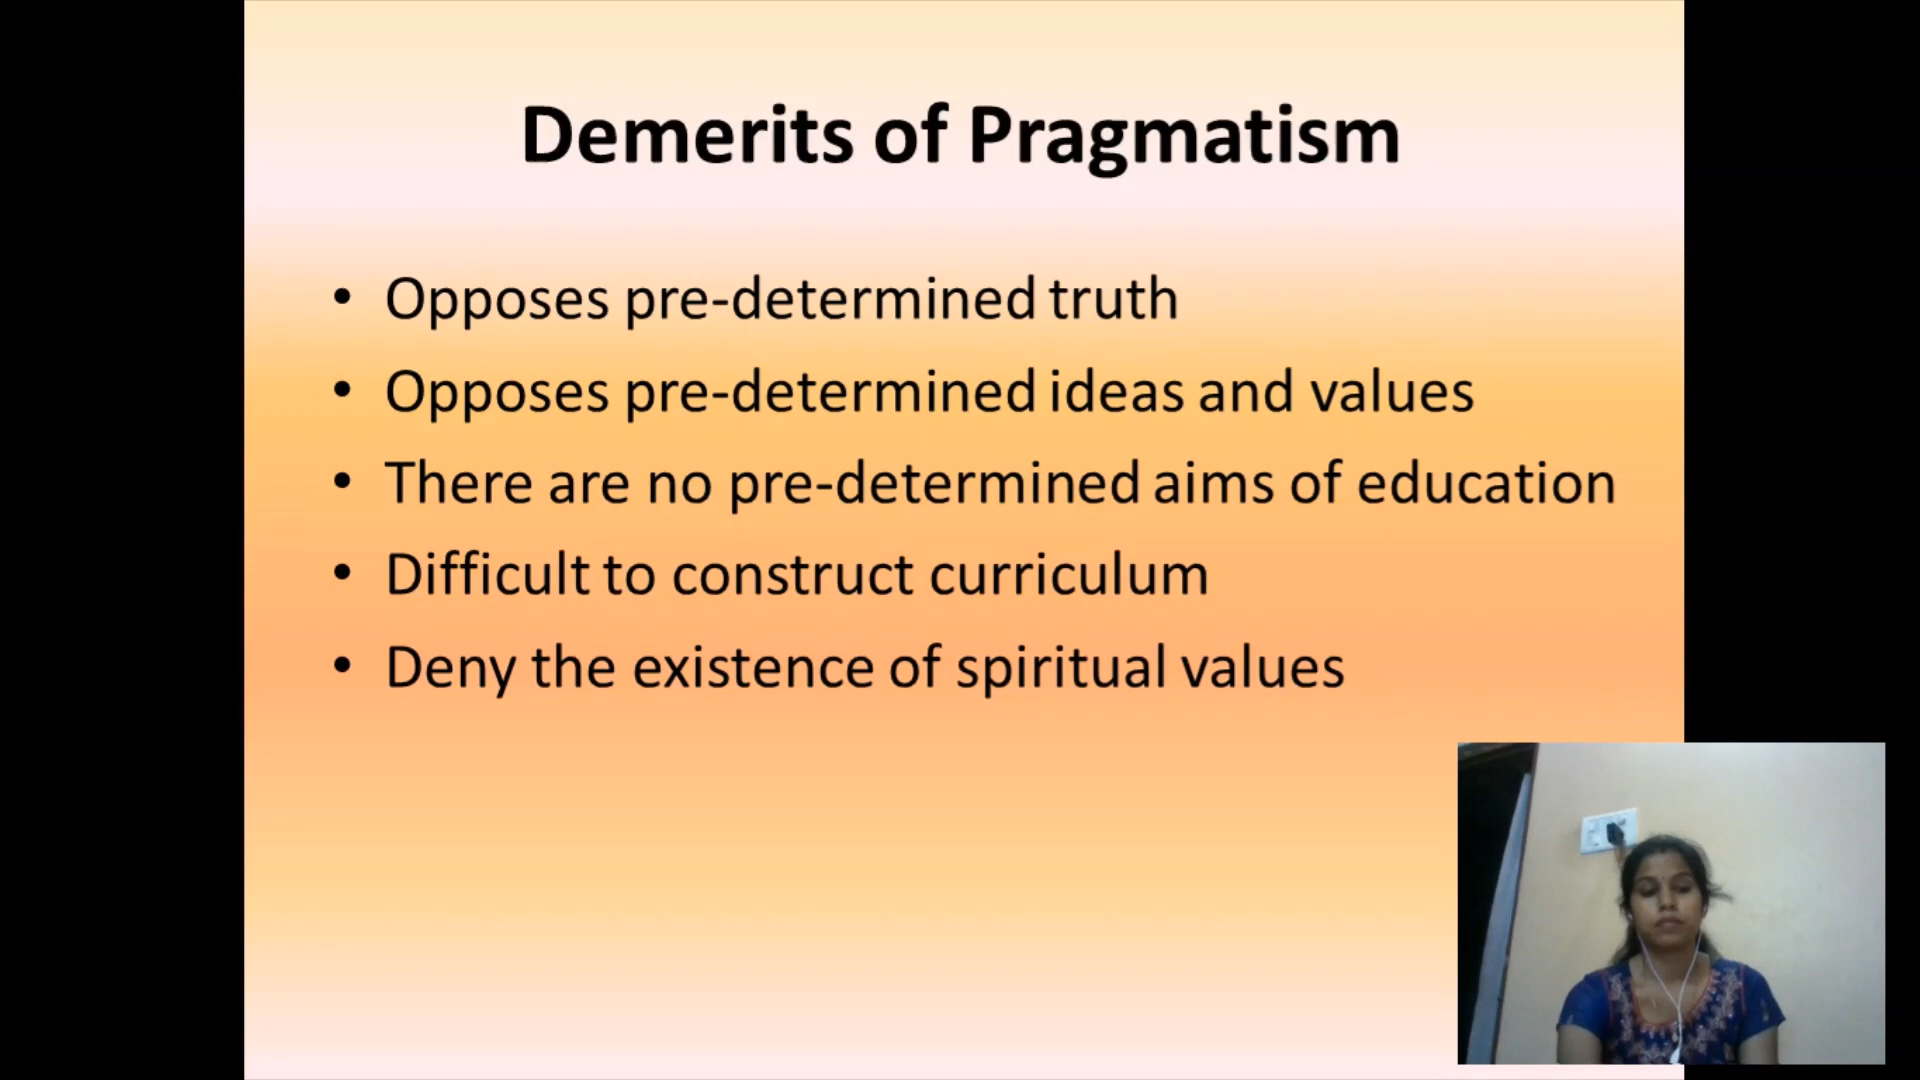 Demerits of Pragmatism
• Opposes pre-determined truth
• Opposes pre-determined ideas and values
• There are no pre-determined aims of education
• Difficult to construct curriculum
• Deny the existence of spiritual values